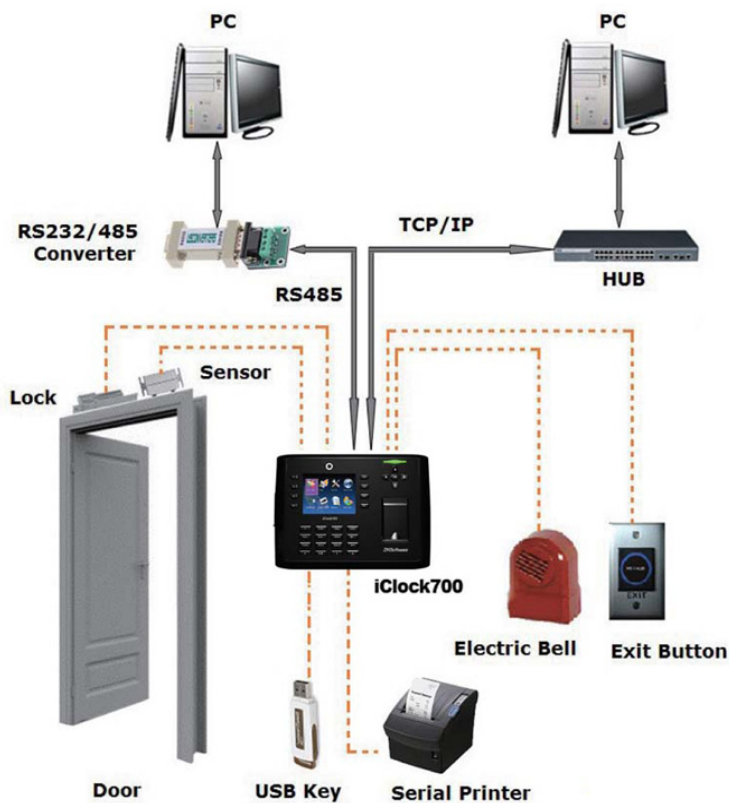 PC
PC
RS232/485
Converter
TCP/IP
HUB
RS485
Sensor
Lock
iClock700
Electric Bell
Exit Button
EXIT
Door
USB Key
Serial Printer